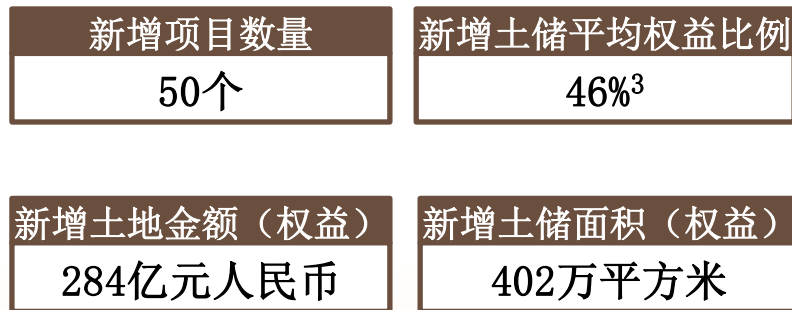 新增项目数量
50个
新增土储平均权益比例
46%³
新增土地金额（权益）
284亿元人民币
新增土储面积（权益）
402万平方米